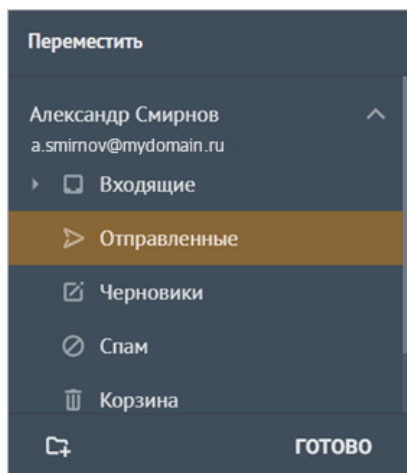 Переместить
Александр Смирнов
a.smirnov@mydomain.ru
Входящие
Отправленные
Черновики
Спам
Корзина
ГОТОВО